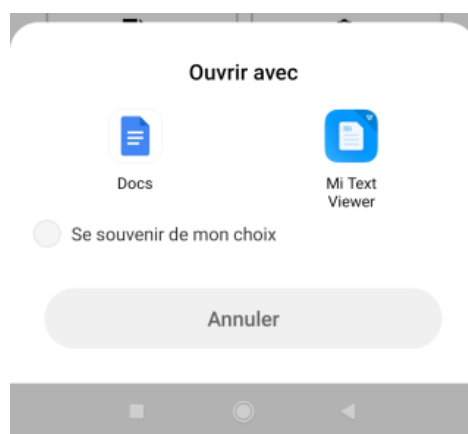 Ouvrir avec
Docs
Mi Text
Viewer
Se souvenir de mon choix
Annuler